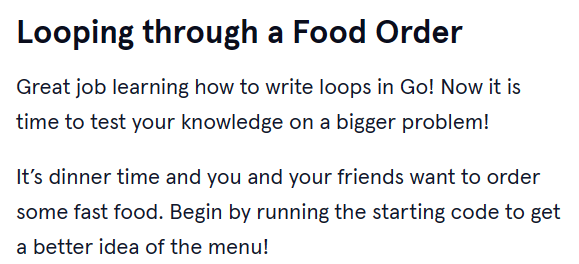 Looping through a Food Order
Great job learning how to write loops in Go! Now it is
time to test your knowledge on a bigger problem!
It’s dinner time and you and your friends want to order
some fast food. Begin by running the starting code to get
a better idea of the menu!